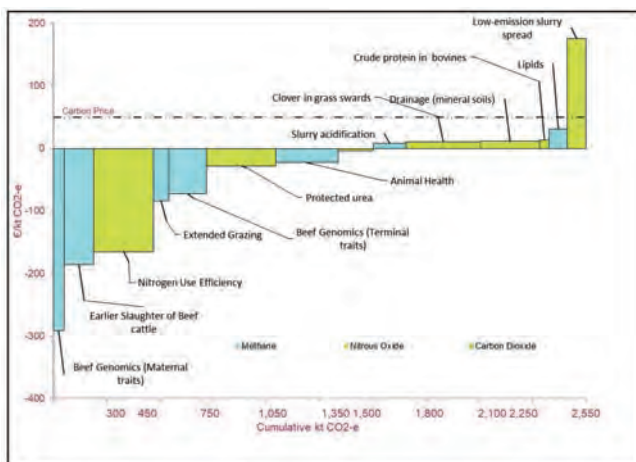 Low-emission slurry
spread
200
Crude protein in bovines
Lipids
100
Clover in grass swards
Drainage (mineral soils)
Carbon Price
Slurry acidification
0
€/kt CO2-e
Animal Health
Protected urea
-100
Extended Grazing
Beef Genomics (Terminal
traits)
-200
Nitrogen Use Efficiency
Earlier Slaughter of Beef
cattle
-300
Methane
Nitrous Oxide
Carbon Dioxide
Beef Genomics (Maternal
traits)
-400
300 450 750 1,050 1,350 1,500 1,800 2,100 2,250 2,550
Cumulative kt CO2-e